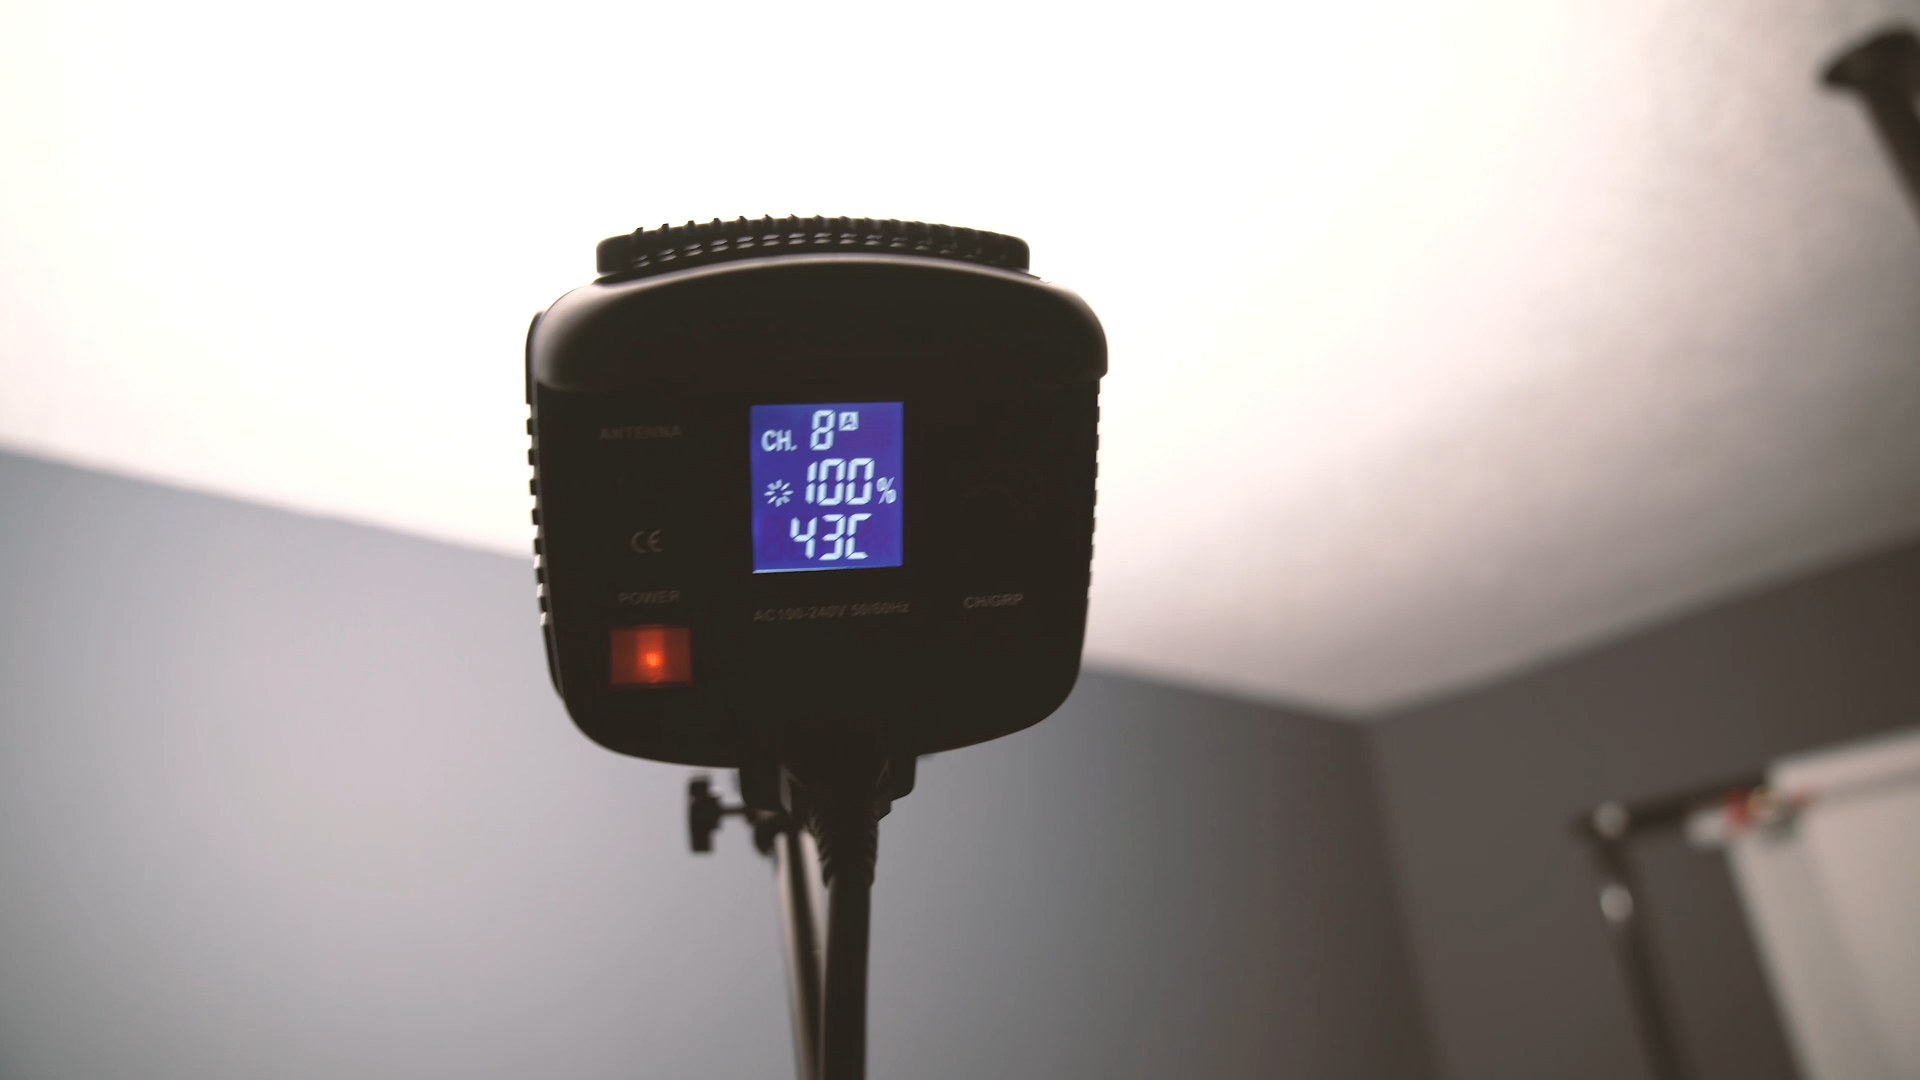 ANTENNA
CH. 8 A
100%
43C
CE
POWER
AC100-240V 50/60Hz
CH/GRP